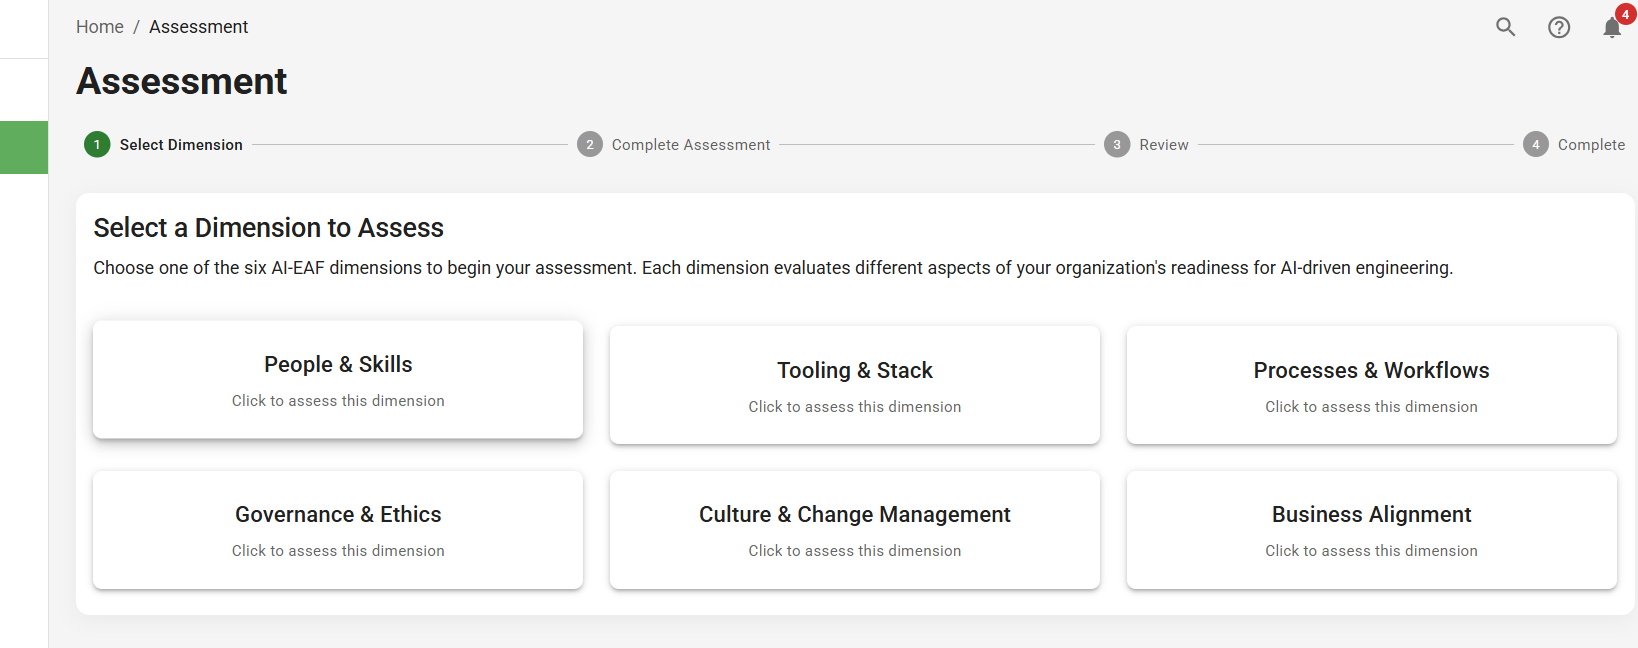 Home / Assessment
4
Assessment
1 Select Dimension
2 Complete Assessment
3 Review
4 Complete
Select a Dimension to Assess
Choose one of the six AI-EAF dimensions to begin your assessment. Each dimension evaluates different aspects of your organization's readiness for AI-driven engineering.
People & Skills
Click to assess this dimension
Tooling & Stack
Click to assess this dimension
Processes & Workflows
Click to assess this dimension
Governance & Ethics
Click to assess this dimension
Culture & Change Management
Click to assess this dimension
Business Alignment
Click to assess this dimension